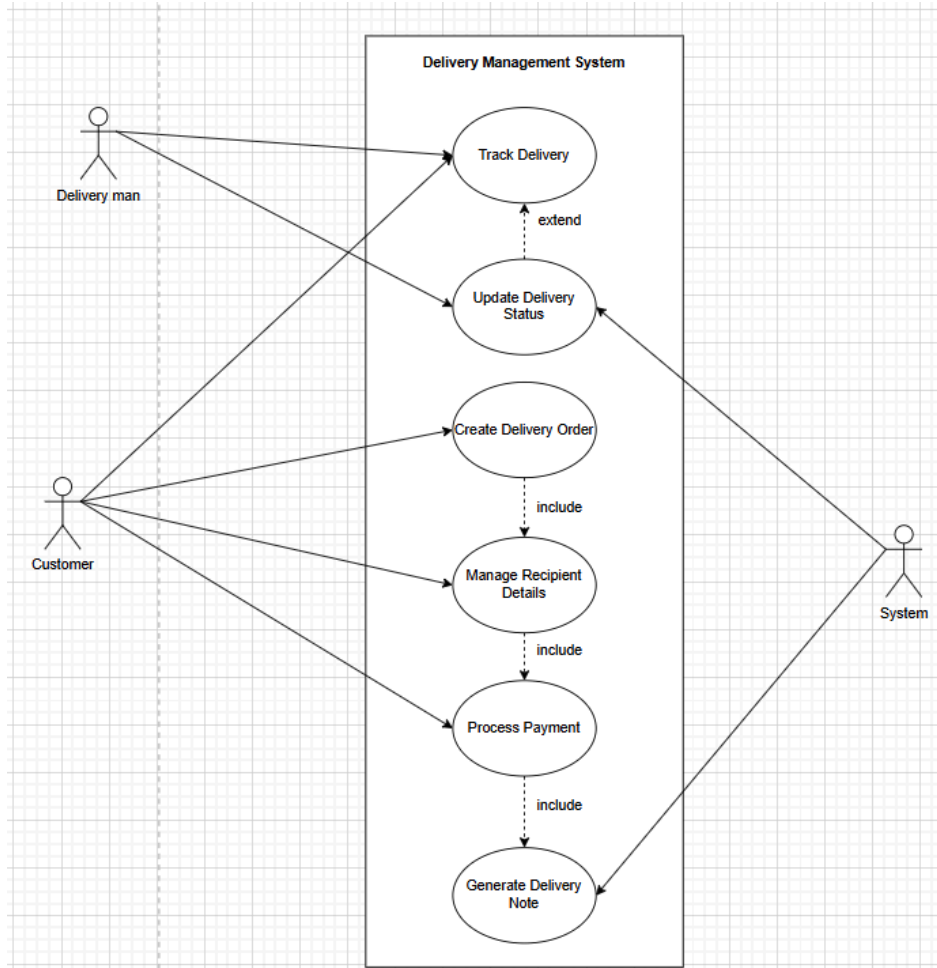 Delivery Management System
Track Delivery
Delivery man
extend
Update Delivery
Status
Create Delivery Order
include
Customer
Manage Recipient
Details
System
include
Process Payment
include
Generate Delivery
Note